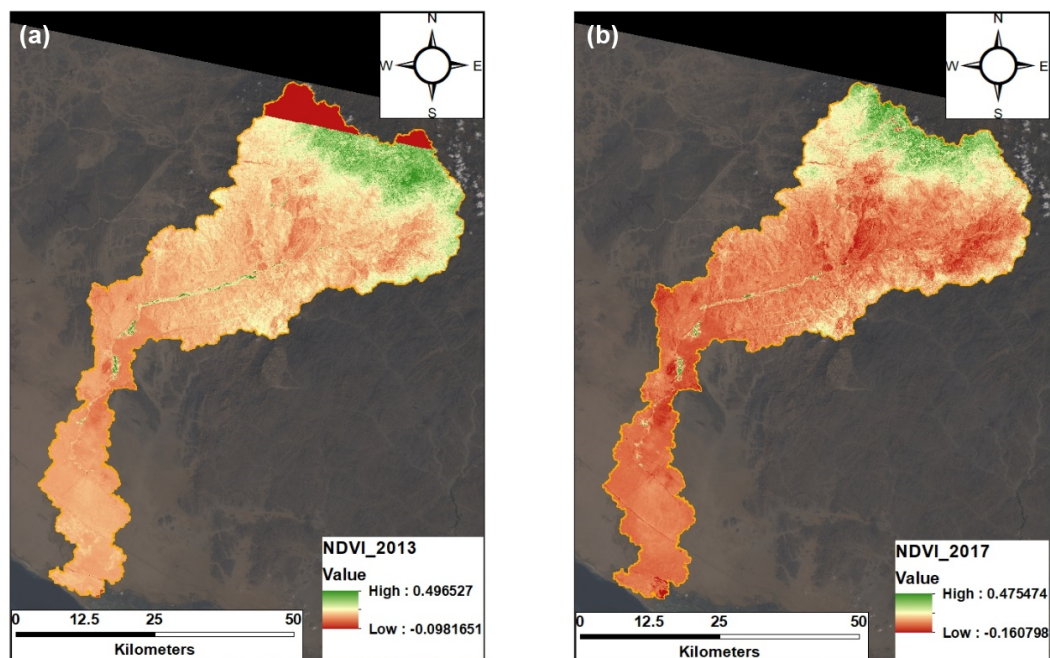 (a)
N
W E
S
NDVI_2013
Value
High : 0.496527
Low : -0.0981651
0 12.5 25 50
Kilometers
(b)
N
W E
S
NDVI_2017
Value
High : 0.475474
Low : -0.160798
0 12.5 25 50
Kilometers